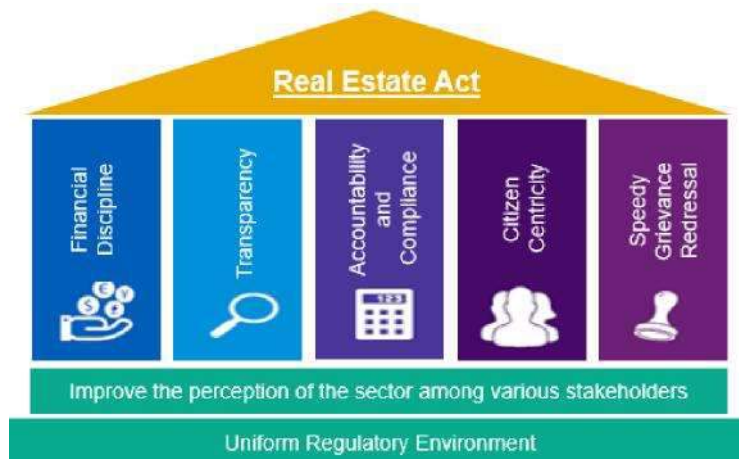 Real Estate Act
Financial
Discipline
Transparency
Accountability
and
Compliance
123
Citizen
Centricity
Speedy
Grievance
Redressal
Improve the perception of the sector among various stakeholders
Uniform Regulatory Environment